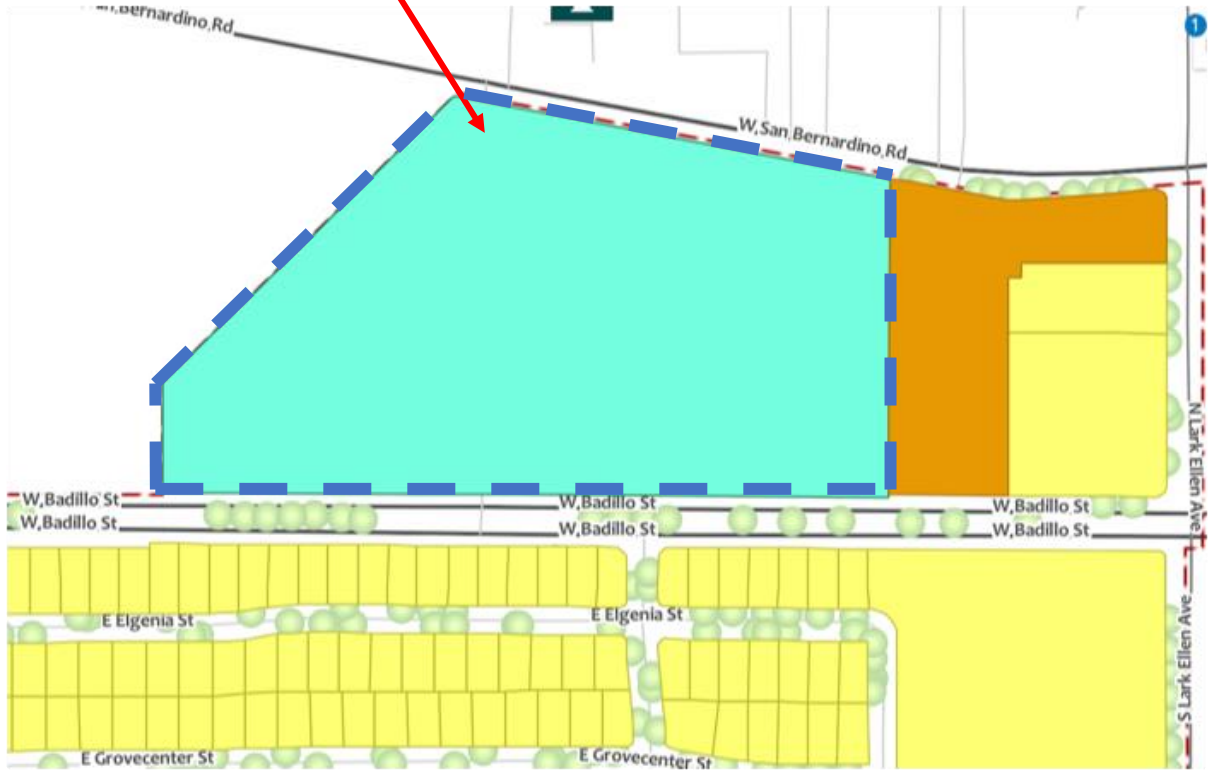 Bernardino Rd
1
W San Bernardino Rd
N Lark Ellen Ave
W Badillo St
W Badillo St
W Badillo St
W Badillo St
W Badillo St
W Badillo St
E Elgenia St
E Elgenia St
S Lark Ellen Ave
E Grovecenter St
E Grovecenter St